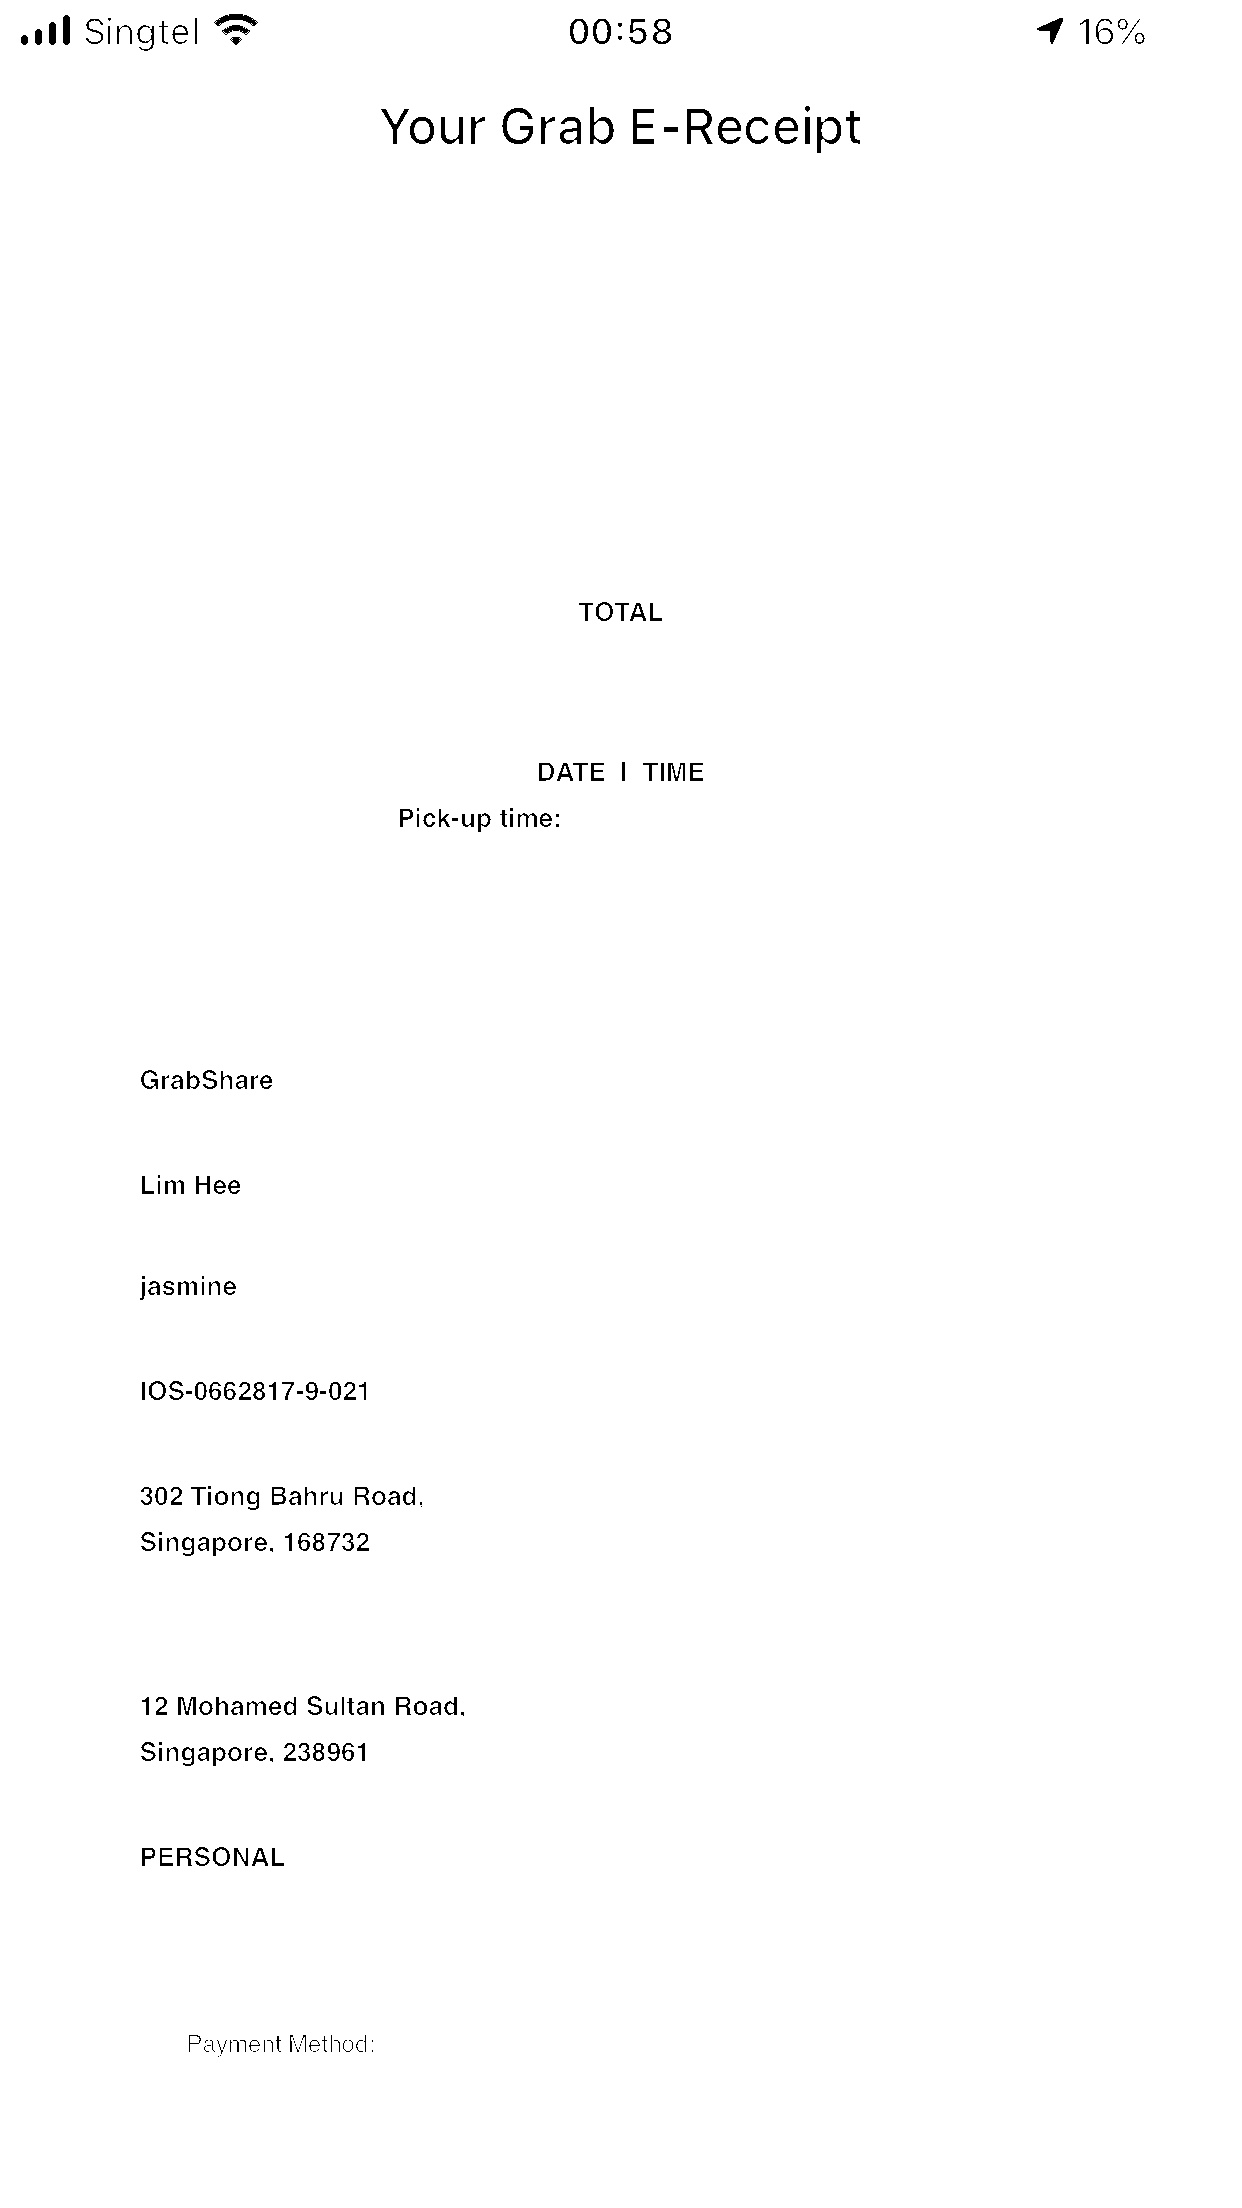 Singtel 00:58 16%
Your Grab E-Receipt
TOTAL
DATE | TIME
Pick-up time:
GrabShare
Lim Hee
jasmine
IOS-0662817-9-021
302 Tiong Bahru Road,
Singapore, 168732
12 Mohamed Sultan Road,
Singapore, 238961
PERSONAL
Payment Method: